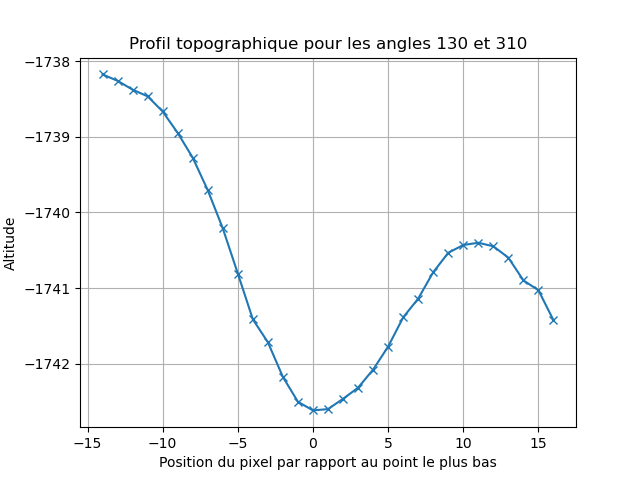 Profil topographique pour les angles 130 et 310
−1738
−1739
−1740
−1741
−1742
Altitude
−15 −10 −5 0 5 10 15
Position du pixel par rapport au point le plus bas